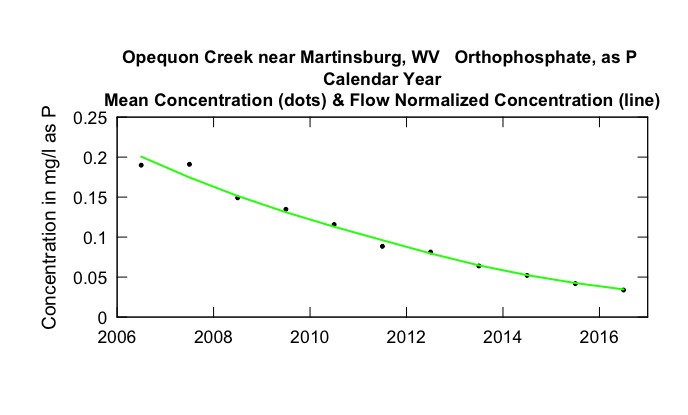 Opequon Creek near Martinsburg, WV   Orthophosphate, as P
Calendar Year
Mean Concentration (dots) & Flow Normalized Concentration (line)
Concentration in mg/l as P
0.25
0.2
0.15
0.1
0.05
0
2006 2008 2010 2012 2014 2016